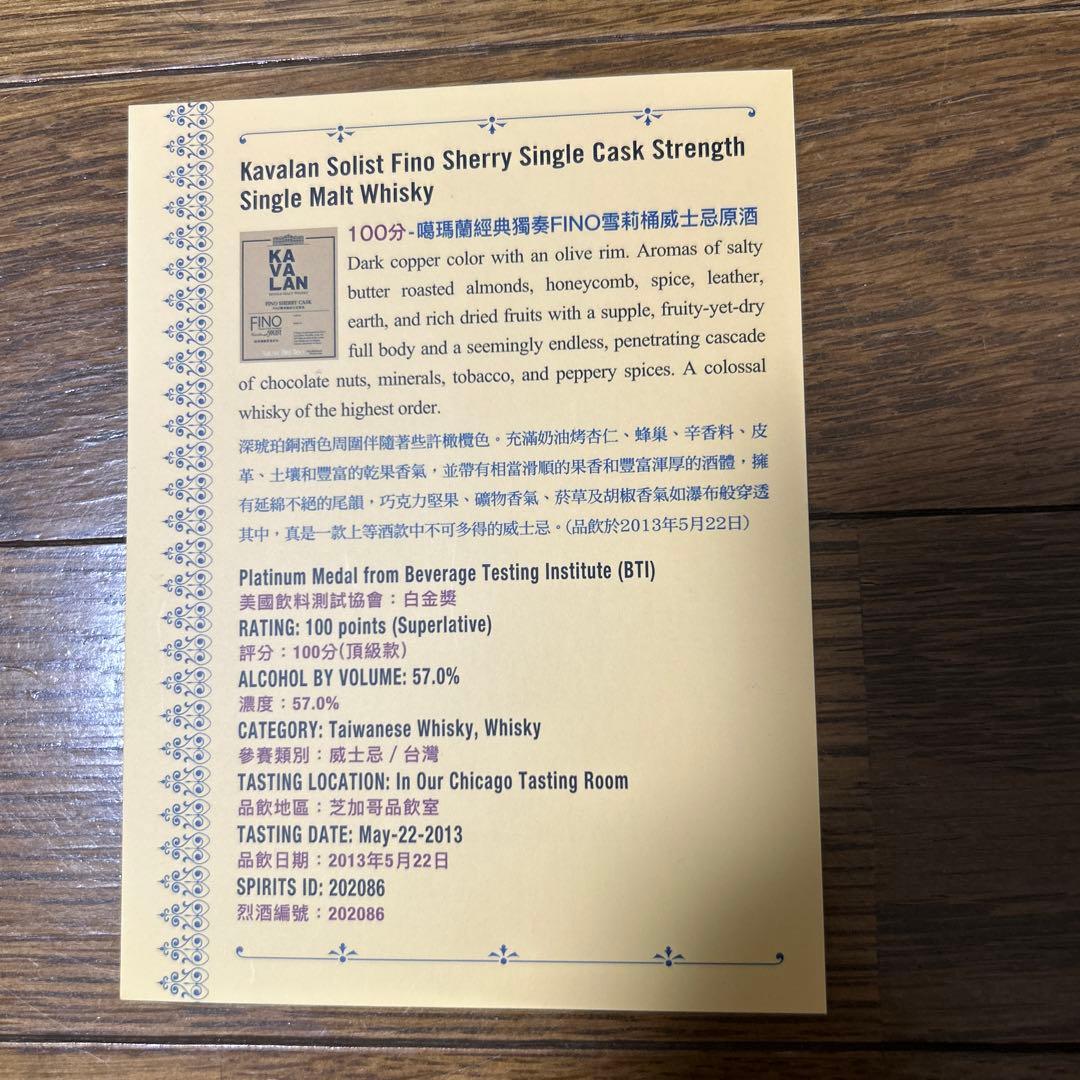 Kavalan Solist Fino Sherry Single Cask Strength
Single Malt Whisky
100分-噶瑪蘭經典獨奏FINO雪莉桶威士忌原酒
KA
VA
LAN
SINGLE MALT WHISKY
FINO SHERRY CASK
FINO
SOLIST
Dark copper color with an olive rim. Aromas of salty
butter roasted almonds, honeycomb, spice, leather,
earth, and rich dried fruits with a supple, fruity-yet-dry
full body and a seemingly endless, penetrating cascade
of chocolate nuts, minerals, tobacco, and peppery spices. A colossal
whisky of the highest order.
深琥珀銅酒色周圍伴隨著些許橄欖色。充滿奶油烤杏仁、蜂巢、辛香料、皮
革、土壤和豐富的乾果香氣，並帶有相當滑順的果香和豐富渾厚的酒體，擁
有延綿不絕的尾韻，巧克力堅果、礦物香氣、菸草及胡椒香氣如瀑布般穿透
其中，真是一款上等酒款中不可多得的威士忌。(品飲於2013年5月22日)
Platinum Medal from Beverage Testing Institute (BTI)
美國飲料測試協會：白金獎
RATING: 100 points (Superlative)
評分：100分(頂級款)
ALCOHOL BY VOLUME: 57.0%
濃度：57.0%
CATEGORY: Taiwanese Whisky, Whisky
參賽類別：威士忌 / 台灣
TASTING LOCATION: In Our Chicago Tasting Room
品飲地區：芝加哥品飲室
TASTING DATE: May-22-2013
品飲日期：2013年5月22日
SPIRITS ID: 202086
烈酒編號：202086